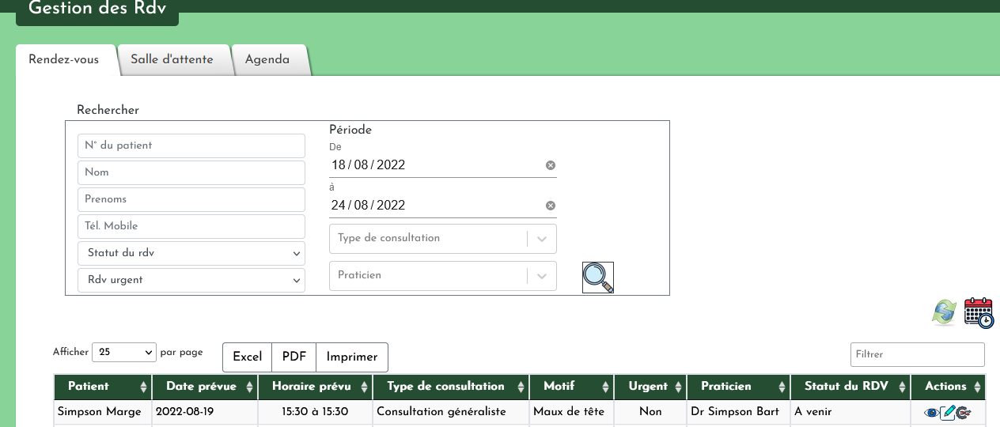 Gestion des Rdv
Rendez-vous
Salle d'attente
Agenda
Rechercher
N° du patient
Nom
Prenoms
Tél. Mobile
Statut du rdv
Rdv urgent
Période
De
18/08/2022
à
24/08/2022
Type de consultation
Praticien
Afficher 25 par page
Excel PDF Imprimer
Filtrer
Patient Date prévue Horaire prévu Type de consultation Motif Urgent Praticien Statut du RDV Actions
Simpson Marge 2022-08-19 15:30 à 15:30 Consultation généraliste Maux de tête Non Dr Simpson Bart A venir